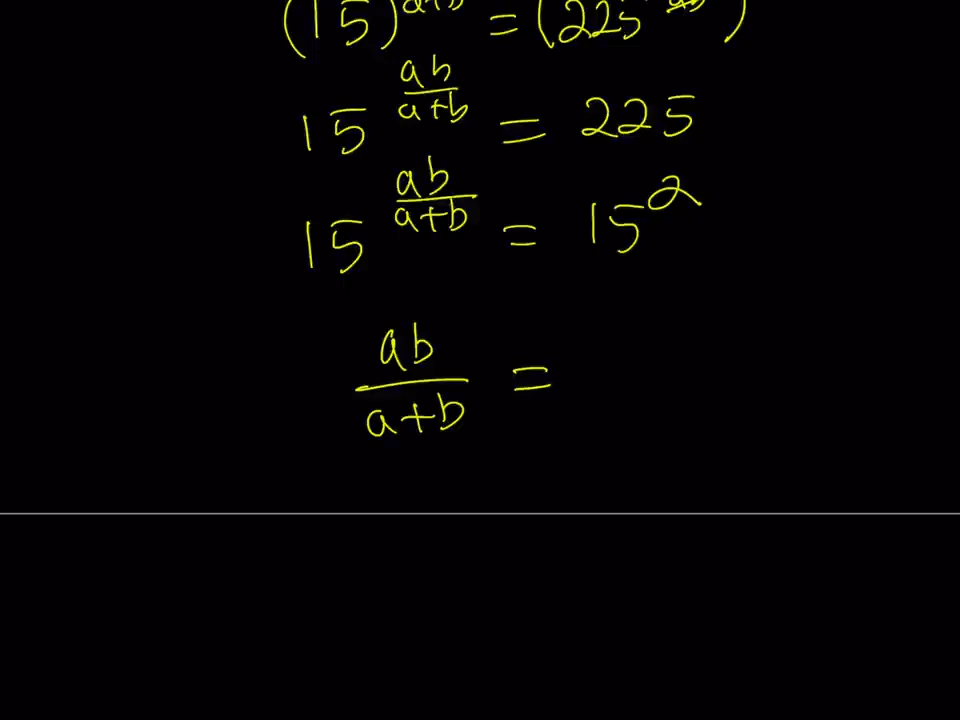 15^(ab/(a+b)) = 225
15^(ab/(a+b)) = 15^2
ab/(a+b) =